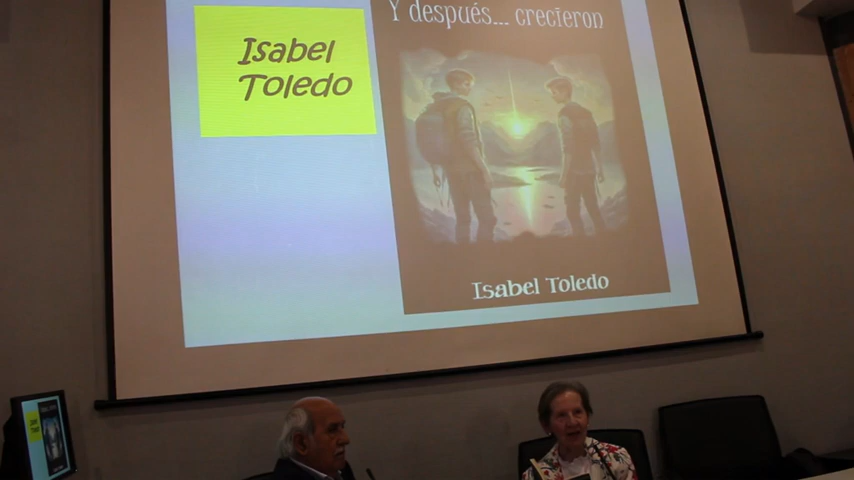 Y después... crecieron
Isabel
Toledo
Isabel Toledo